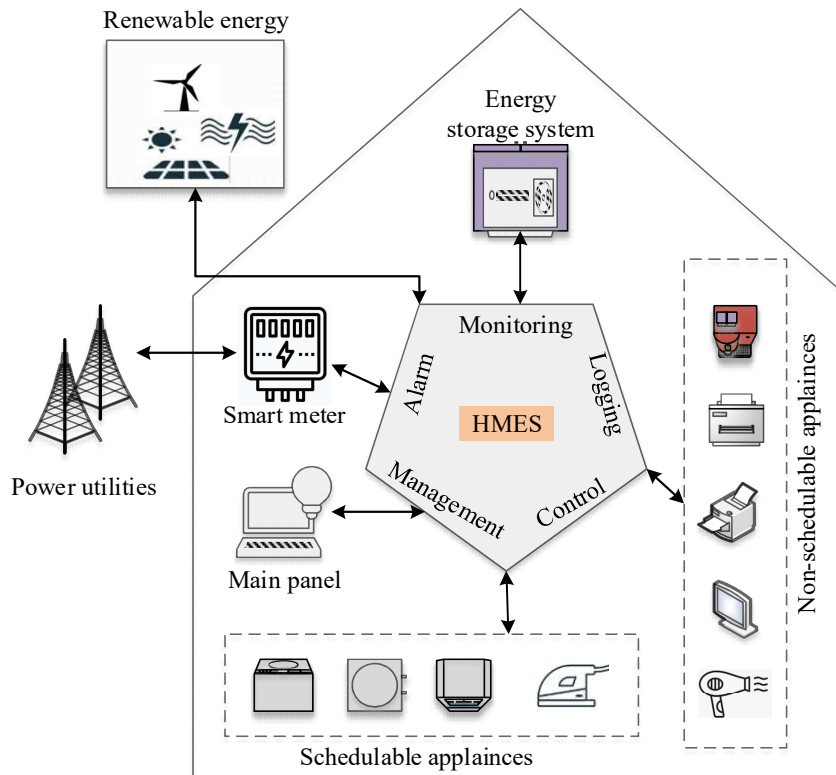 Renewable energy
Energy
storage system
Monitoring
Alarm
Logging
HMES
Smart meter
Management
Control
Power utilities
Main panel
Non-schedulable applainces
Schedulable applainces